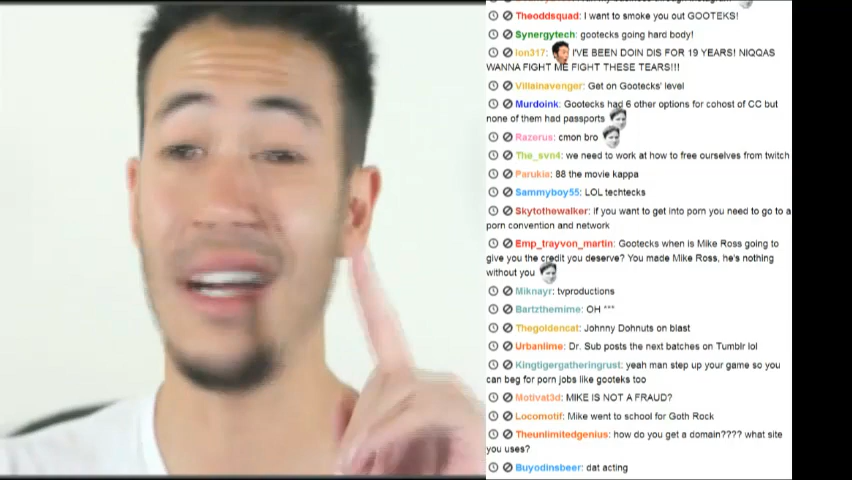 Theoddsquad: I want to smoke you out GOOTEKS!
Synergytech: gootecks going hard body!
Ion317: I'VE BEEN DOIN DIS FOR 19 YEARS! NIQQAS
WANNA FIGHT ME FIGHT THESE TEARS!!!
Villainavenger: Get on Gootecks' level
Murdoink: Gootecks had 6 other options for cohost of CC but
none of them had passports
Razerus: cmon bro
The_svn4: we need to work at how to free ourselves from twitch
Parukia: 88 the movie kappa
Sammyboy55: LOL techtecks
Skytothewalker: if you want to get into porn you need to go to a
porn convention and network
Emp_trayvon_martin: Gootecks when is Mike Ross going to
give you the credit you deserve? You made Mike Ross, he's nothing
without you
Miknayr: tvproductions
Bartzthemime: OH ***
Thegoldencat: Johnny Dohnuts on blast
Urbanlime: Dr. Sub posts the next batches on Tumblr lol
Kingtigergatheringrust: yeah man step up your game so you
can beg for porn jobs like gooteks too
Motivat3d: MIKE IS NOT A FRAUD?
Locomotif: Mike went to school for Goth Rock
Theunlimitedgenius: how do you get a domain???? what site
you uses?
Buyodinsbeer: dat acting